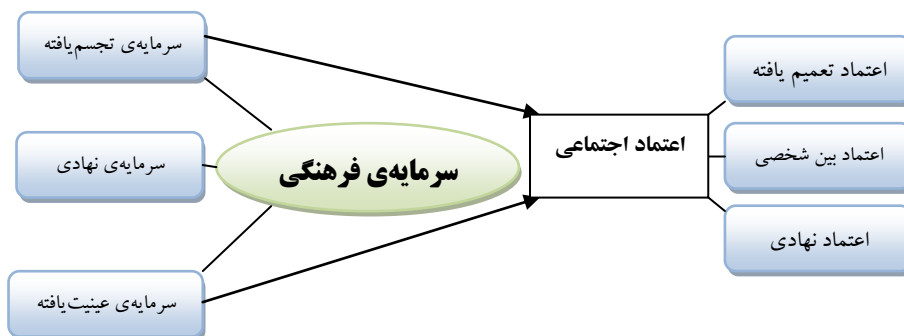 سرمایه‌ی تجسم‌یافته
اعتماد تعمیم یافته
اعتماد اجتماعی
اعتماد بین شخصی
سرمایه‌ی نهادی
سرمایه‌ی فرهنگی
اعتماد نهادی
سرمایه‌ی عینیت‌یافته